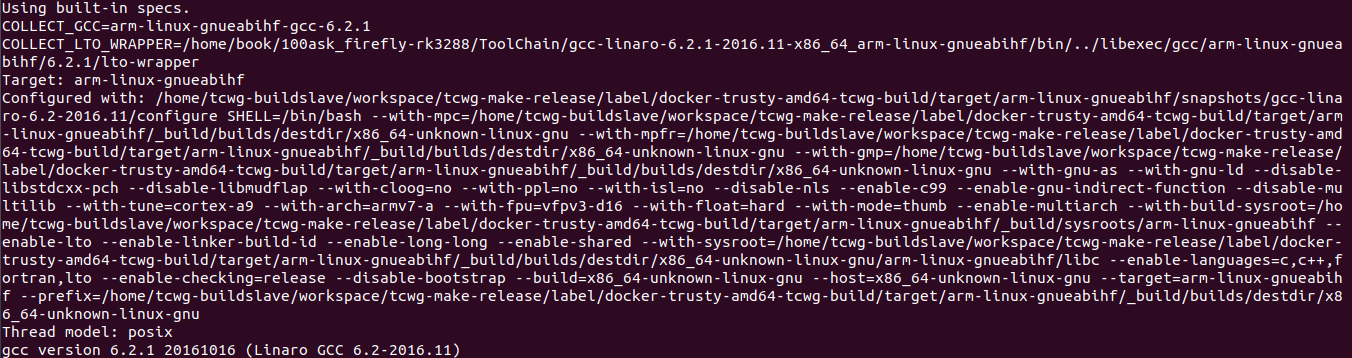 Using built-in specs.
COLLECT_GCC=arm-linux-gnueabihf-gcc-6.2.1
COLLECT_LTO_WRAPPER=/home/book/100ask_firefly-rk3288/ToolChain/gcc-linaro-6.2.1-2016.11-x86_64_arm-linux-gnueabihf/bin/../libexec/gcc/arm-linux-gnuea
bihf/6.2.1/lto-wrapper
Target: arm-linux-gnueabihf
Configured with: /home/tcwg-buildslave/workspace/tcwg-make-release/label/docker-trusty-amd64-tcwg-build/target/arm-linux-gnueabihf/snapshots/gcc-lina
ro-6.2-2016.11/configure SHELL=/bin/bash --with-mpc=/home/tcwg-buildslave/workspace/tcwg-make-release/label/docker-trusty-amd64-tcwg-build/target/arm
-linux-gnueabihf/_build/builds/destdir/x86_64-unknown-linux-gnu --with-mpfr=/home/tcwg-buildslave/workspace/tcwg-make-release/label/docker-trusty-amd
64-tcwg-build/target/arm-linux-gnueabihf/_build/builds/destdir/x86_64-unknown-linux-gnu --with-gmp=/home/tcwg-buildslave/workspace/tcwg-make-release/
label/docker-trusty-amd64-tcwg-build/target/arm-linux-gnueabihf/_build/builds/destdir/x86_64-unknown-linux-gnu --with-gnu-as --with-gnu-ld --disable-
libstdcxx-pch --disable-libmudflap --with-cloog=no --with-ppl=no --with-isl=no --disable-nls --enable-c99 --enable-gnu-indirect-function --disable-mu
ltilib --with-tune=cortex-a9 --with-arch=armv7-a --with-fpu=vfpv3-d16 --with-float=hard --with-mode=thumb --enable-multiarch --with-build-sysroot=/ho
me/tcwg-buildslave/workspace/tcwg-make-release/label/docker-trusty-amd64-tcwg-build/target/arm-linux-gnueabihf/_build/sysroots/arm-linux-gnueabihf --
enable-lto --enable-linker-build-id --enable-long-long --enable-shared --with-sysroot=/home/tcwg-buildslave/workspace/tcwg-make-release/label/docker-
trusty-amd64-tcwg-build/target/arm-linux-gnueabihf/_build/builds/destdir/x86_64-unknown-linux-gnu/arm-linux-gnueabihf/libc --enable-languages=c,c++,f
ortran,lto --enable-checking=release --disable-bootstrap --build=x86_64-unknown-linux-gnu --host=x86_64-unknown-linux-gnu --target=arm-linux-gnueabih
f --prefix=/home/tcwg-buildslave/workspace/tcwg-make-release/label/docker-trusty-amd64-tcwg-build/target/arm-linux-gnueabihf/_build/builds/destdir/x8
6_64-unknown-linux-gnu
Thread model: posix
gcc version 6.2.1 20161016 (Linaro GCC 6.2-2016.11)